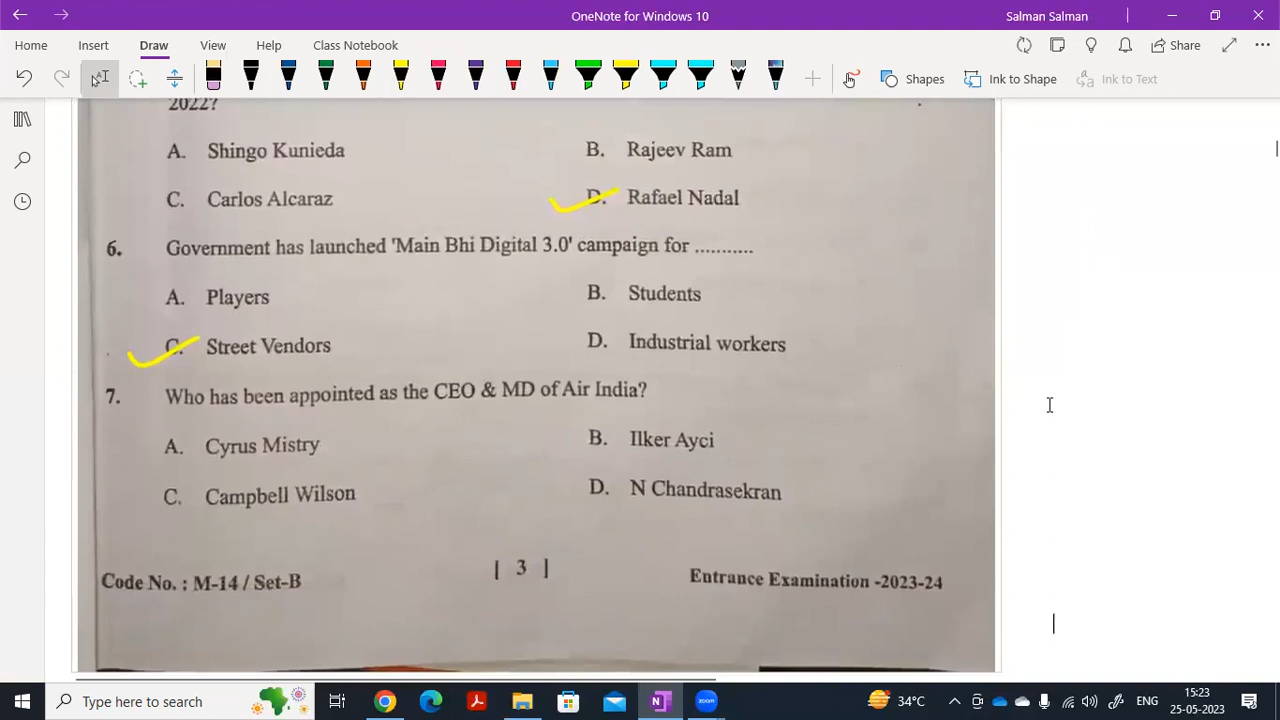 OneNote for Windows 10
Salman Salman
Home Insert Draw View Help Class Notebook
Share
Shapes
Ink to Shape
Ink to Text
2022?
A. Shingo Kunieda B. Rajeev Ram
C. Carlos Alcaraz D. Rafael Nadal
6. Government has launched 'Main Bhi Digital 3.0' campaign for ...........
A. Players B. Students
C. Street Vendors D. Industrial workers
7. Who has been appointed as the CEO & MD of Air India?
A. Cyrus Mistry B. Ilker Ayci
C. Campbell Wilson D. N Chandrasekran
[ 3 ]
Code No. : M-14 / Set-B Entrance Examination -2023-24
Type here to search
zoom
34°C
ENG
15:23
25-05-2023